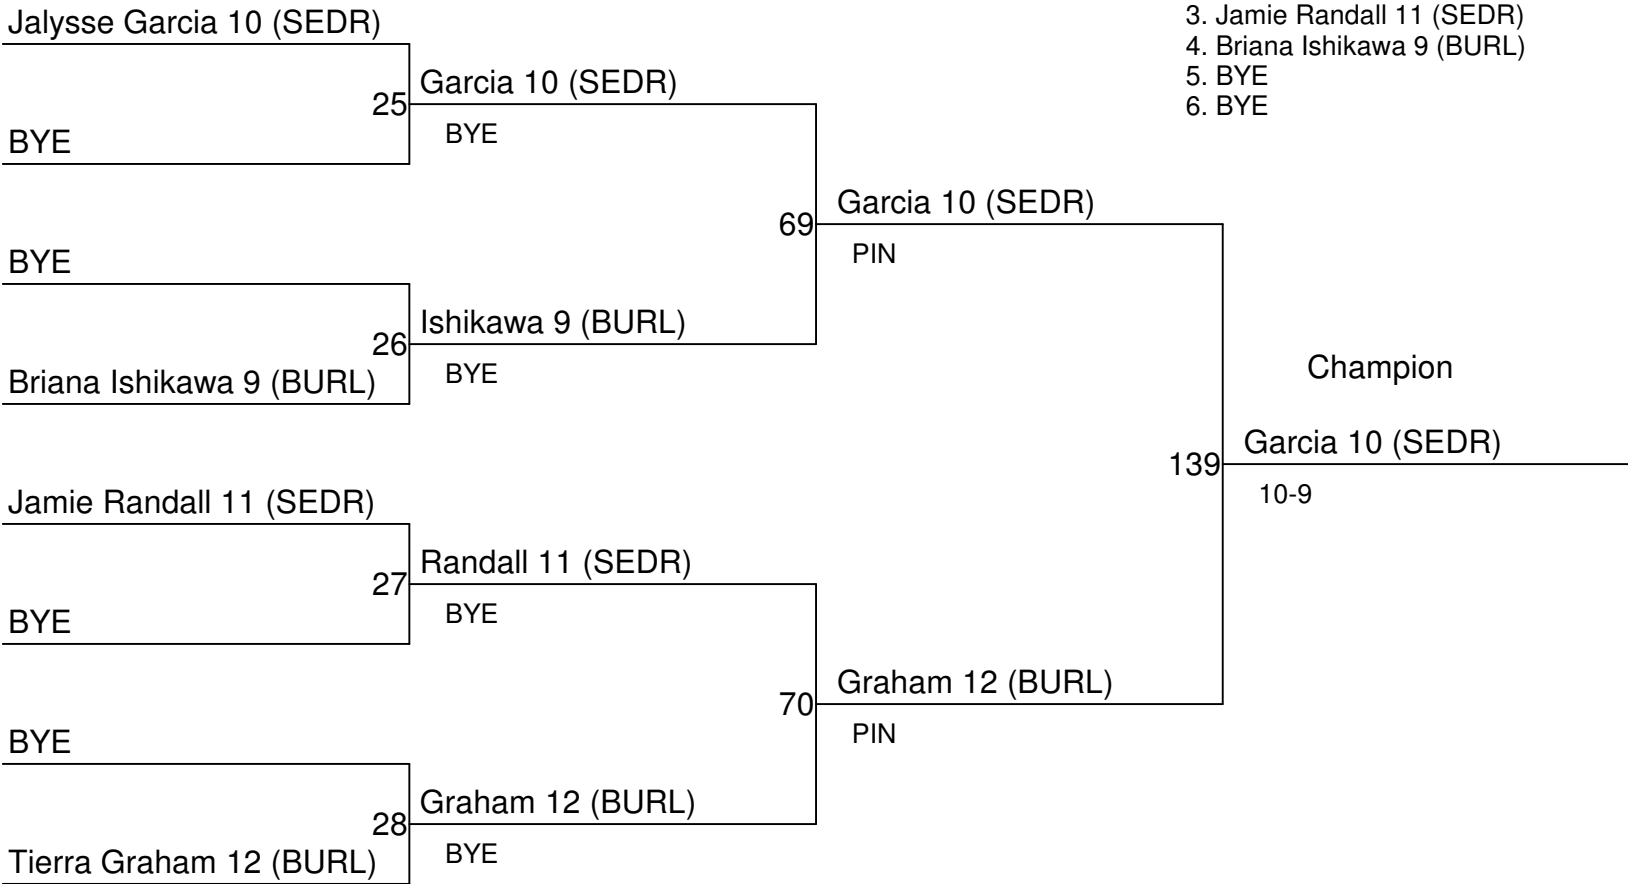 Jalysse Garcia 10 (SEDR)
BYE
BYE
Briana Ishikawa 9 (BURL)
Jamie Randall 11 (SEDR)
BYE
BYE
Tierra Graham 12 (BURL)
25
26
27
28
Garcia 10 (SEDR)
BYE
Ishikawa 9 (BURL)
BYE
Randall 11 (SEDR)
BYE
Graham 12 (BURL)
BYE
69
70
Garcia 10 (SEDR)
PIN
Graham 12 (BURL)
PIN
139
Champion
Garcia 10 (SEDR)
10-9
3. Jamie Randall 11 (SEDR)
4. Briana Ishikawa 9 (BURL)
5. BYE
6. BYE